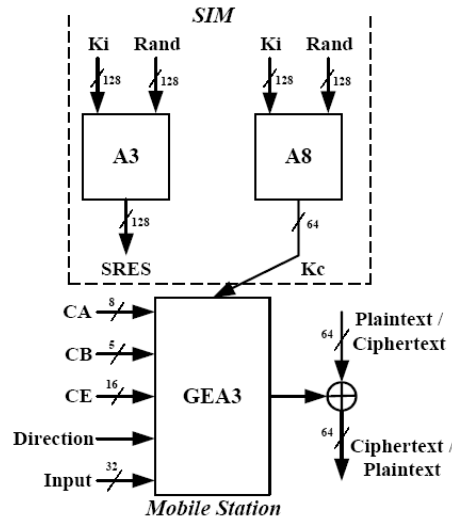 SIM
Ki Rand Ki Rand
128 128 128 128
A3 A8
128 64
SRES Kc
CA 8
CB 5
CE 16
Direction
Input 32
GEA3
64 Plaintext /
Ciphertext
64 Ciphertext /
Plaintext
Mobile Station